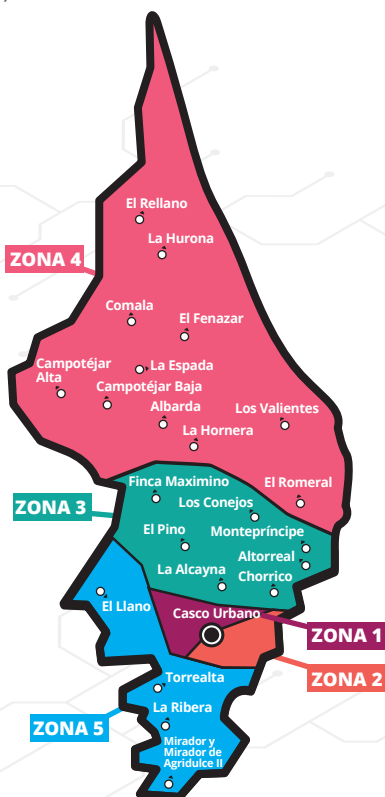 El Rellano
La Hurona
ZONA 4
Comala
El Fenazar
Campotéjar
Alta
La Espada
Campotéjar Baja
Albarda
Los Valientes
La Hornera
Finca Maximino
El Romeral
ZONA 3
Los Conejos
El Pino
Montepríncipe
Altorreal
La Alcayna
Chorrico
El Llano
Casco Urbano
ZONA 1
ZONA 2
Torrealta
La Ribera
ZONA 5
Mirador y
Mirador de
Agridulce II